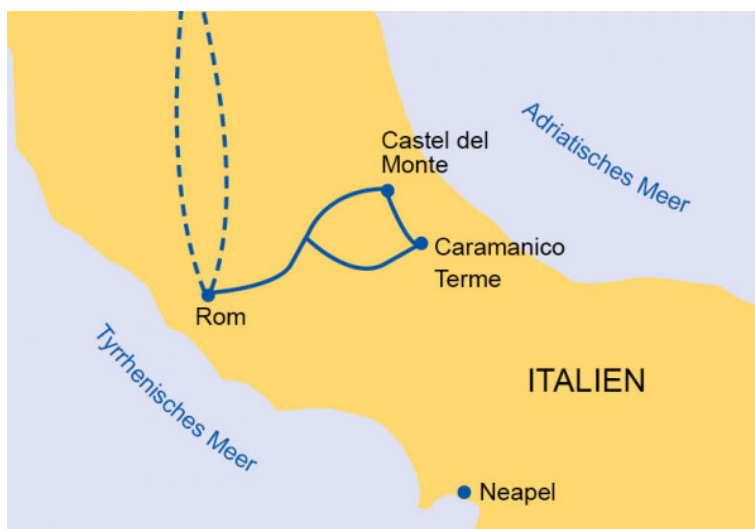 Adriatisches Meer
Castel del
Monte
Caramanico
Terme
Rom
Tyrrhenisches Meer
ITALIEN
Neapel